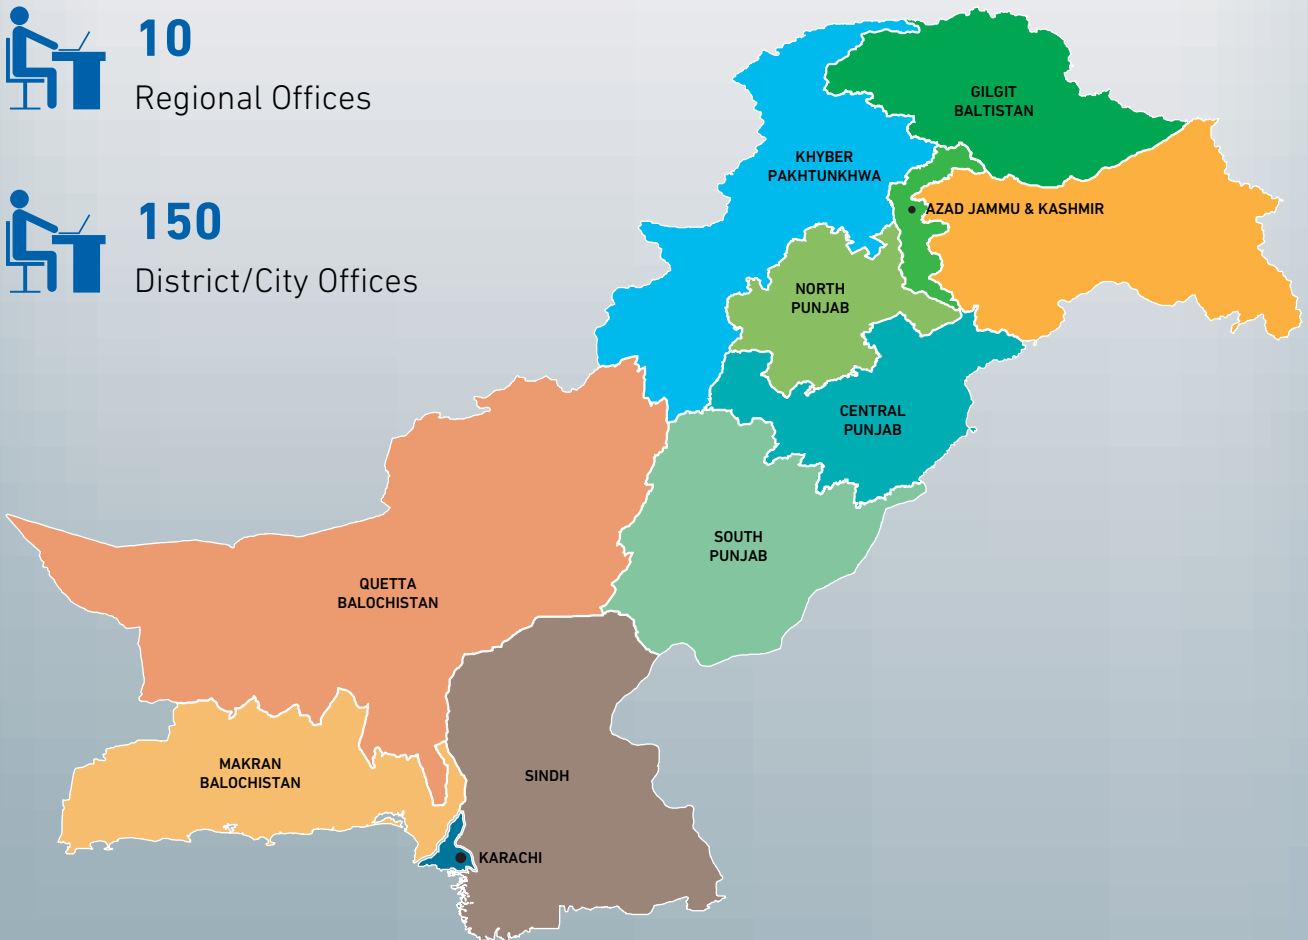 10
Regional Offices
150
District/City Offices
GILGIT
BALTISTAN
KHYBER
PAKHTUNKHWA
AZAD JAMMU & KASHMIR
NORTH
PUNJAB
CENTRAL
PUNJAB
SOUTH
PUNJAB
QUETTA
BALOCHISTAN
MAKRAN
BALOCHISTAN
SINDH
KARACHI